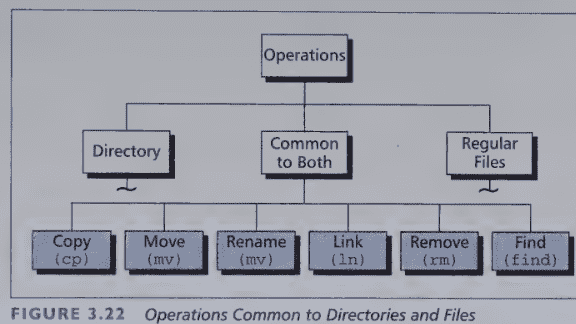 Operations
Directory
Common
to Both
Regular
Files
Copy
(cp)
Move
(mv)
Rename
(mv)
Link
(ln)
Remove
(rm)
Find
(find)
FIGURE 3.22 Operations Common to Directories and Files